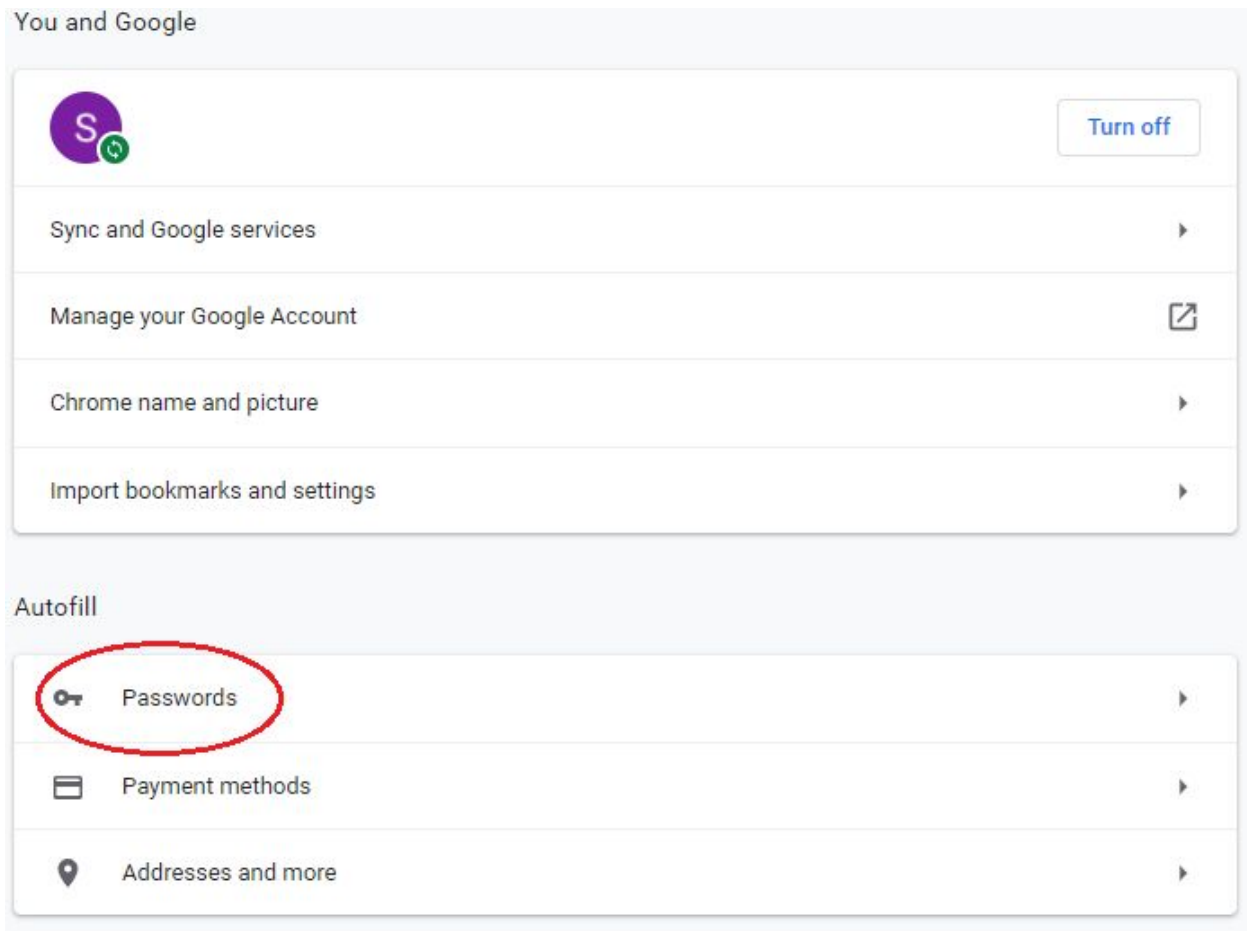 You and Google
S
Turn off
Sync and Google services
Manage your Google Account
Chrome name and picture
Import bookmarks and settings
Autofill
Passwords
Payment methods
Addresses and more